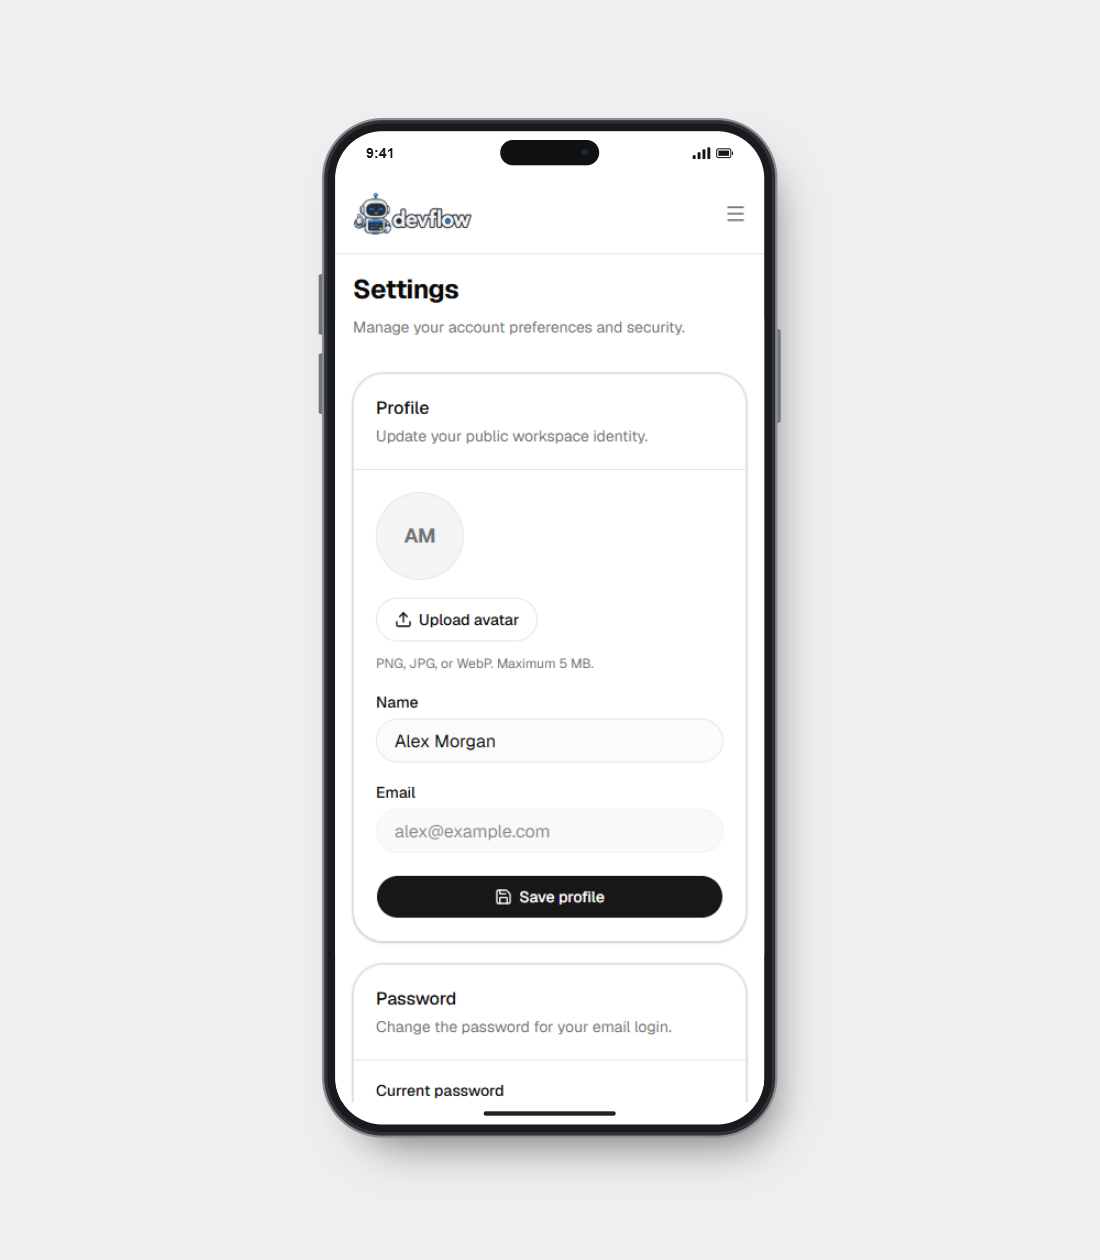 9:41
devflow
Settings
Manage your account preferences and security.
Profile
Update your public workspace identity.
AM
Upload avatar
PNG, JPG, or WebP. Maximum 5 MB.
Name
Alex Morgan
Email
alex@example.com
Save profile
Password
Change the password for your email login.
Current password